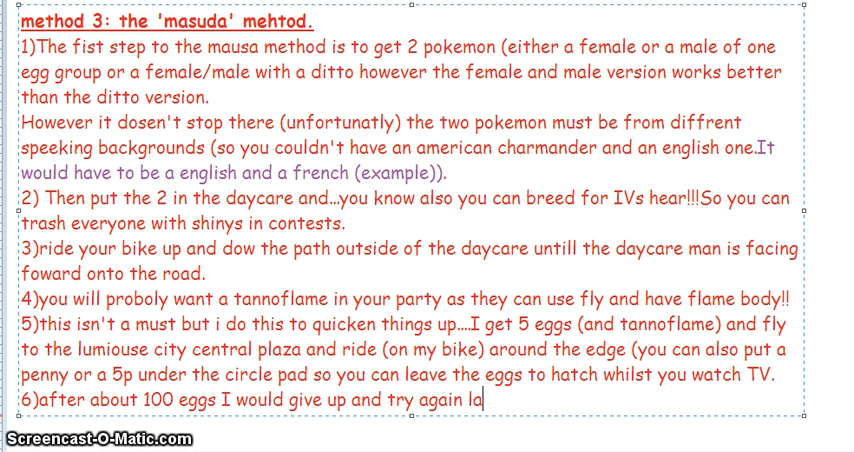 method 3: the 'masuda' mehtod.
1)The fist step to the mausa method is to get 2 pokemon (either a female or a male of one
egg group or a female/male with a ditto however the female and male version works better
than the ditto version.
However it dosen't stop there (unfortunatly) the two pokemon must be from diffrent
speeking backgrounds (so you couldn't have an american charmander and an english one.It
would have to be a english and a french (example)).
2) Then put the 2 in the daycare and...you know also you can breed for IVs hear!!!So you can
trash everyone with shinys in contests.
3)ride your bike up and dow the path outside of the daycare untill the daycare man is facing
foward onto the road.
4)you will proboly want a tannoflame in your party as they can use fly and have flame body!!
5)this isn't a must but i do this to quicken things up....I get 5 eggs (and tannoflame) and fly
to the lumiouse city central plaza and ride (on my bike) around the edge (you can also put a
penny or a 5p under the circle pad so you can leave the eggs to hatch whilst you watch TV.
6)after about 100 eggs I would give up and try again la
Screencast-O-Matic.com